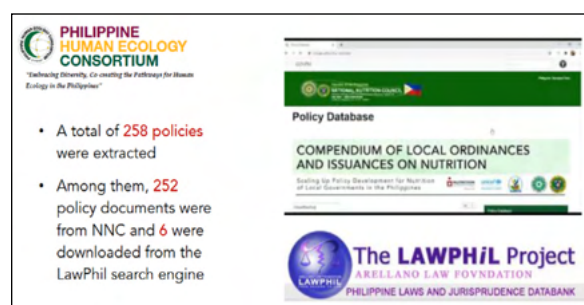 PHILIPPINE
HUMAN ECOLOGY
CONSORTIUM
"Embracing Diversity, Co-creating the Pathways for Human
Ecology in the Philippines"
• A total of 258 policies
were extracted
• Among them, 252
policy documents were
from NNC and 6 were
downloaded from the
LawPhil search engine
NATIONAL NUTRITION COUNCIL
Policy Database
COMPENDIUM OF LOCAL ORDINANCES
AND ISSUANCES ON NUTRITION
Scaling Up Policy Development for Nutrition
of Local Governments in the Philippines
The LAWPHiL Project
ARELLANO LAW FOVNDATION
PHILIPPINE LAWS AND JURISPRUDENCE DATABANK
LAWPHIL